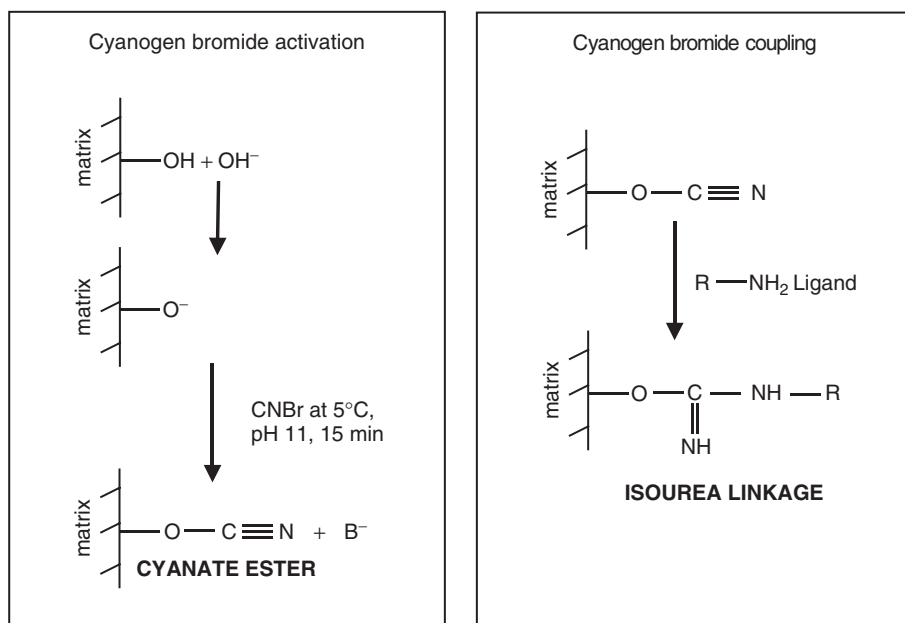 Cyanogen bromide activation
matrix
OH + OH⁻
matrix
O⁻
CNBr at 5°C,
pH 11, 15 min
matrix
O C N + B⁻
CYANATE ESTER
Cyanogen bromide coupling
matrix
O C N
R NH₂ Ligand
matrix
O C NH R
NH
ISOUREA LINKAGE